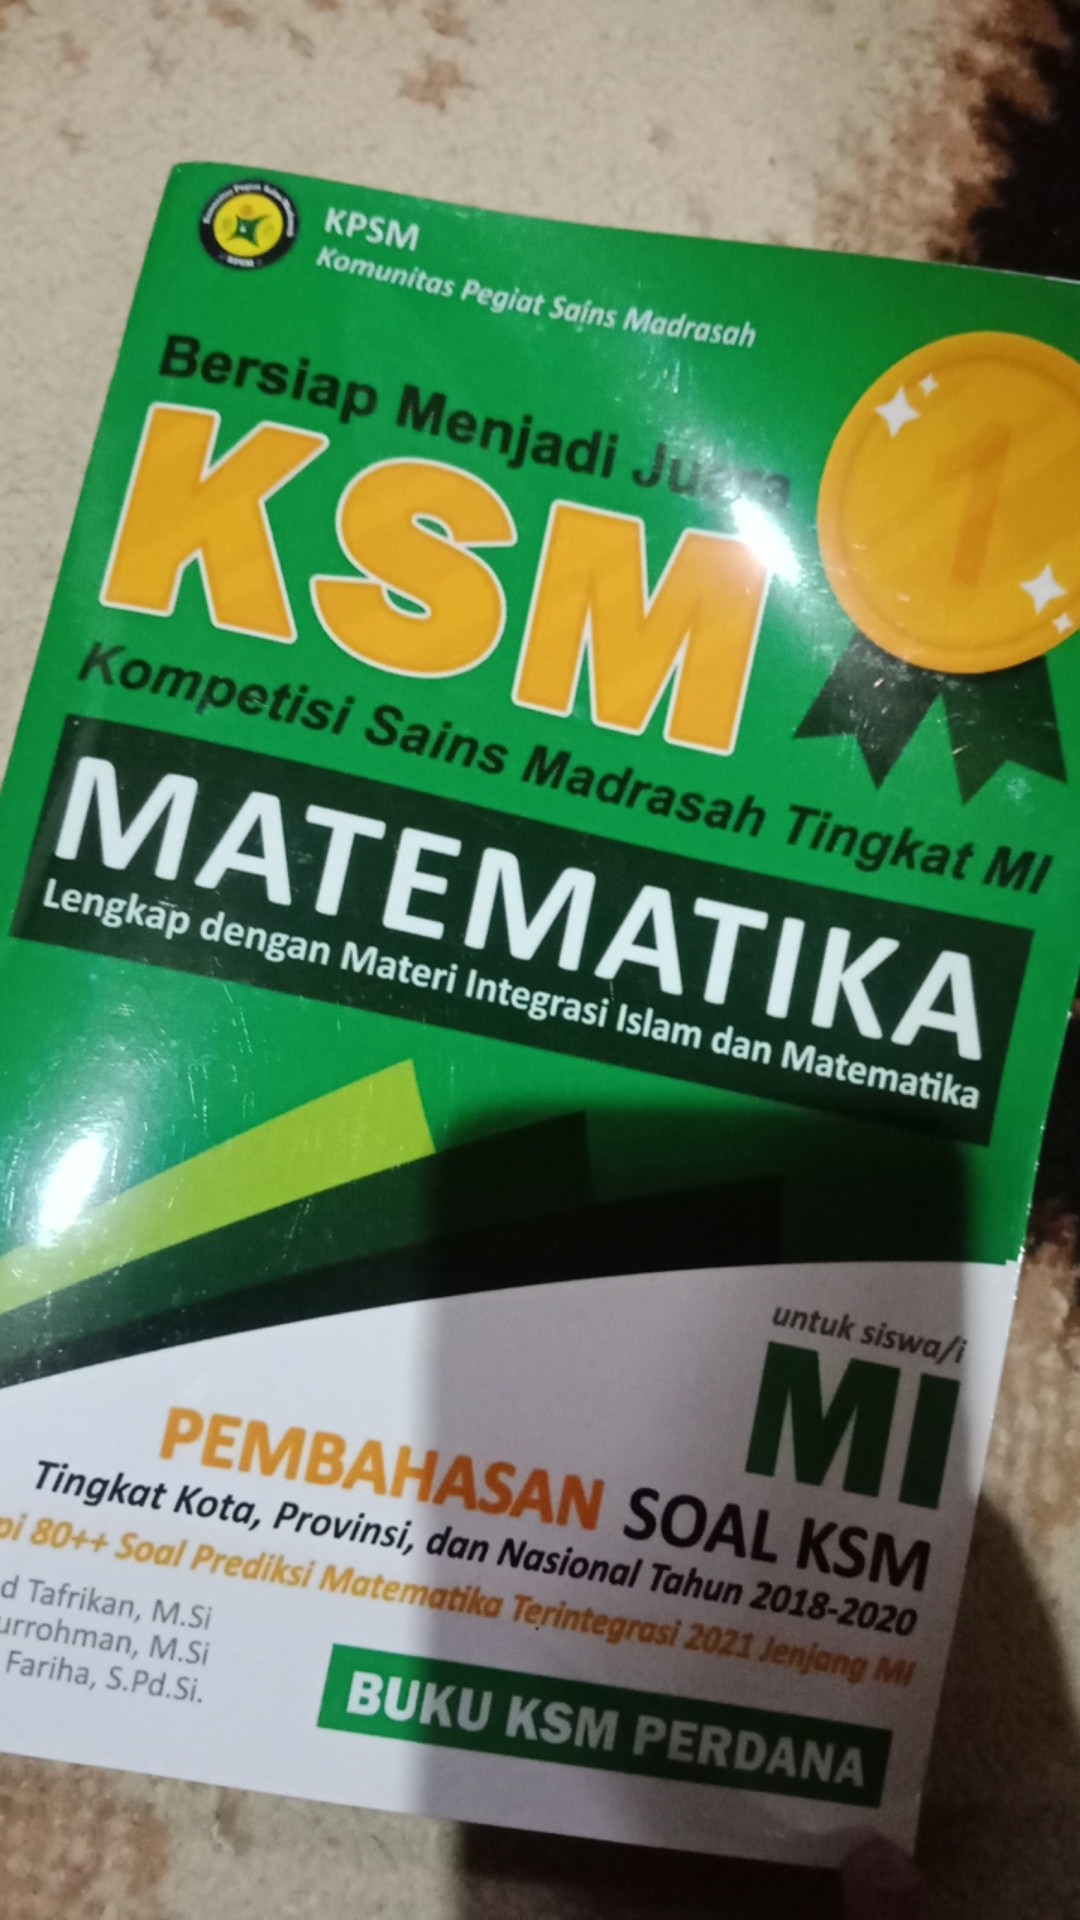 KPSM
Komunitas Pegiat Sains Madrasah
KPSM
Bersiap Menjadi Juara
KSM
1
Kompetisi Sains Madrasah Tingkat MI
MATEMATIKA
Lengkap dengan Materi Integrasi Islam dan Matematika
untuk siswa/i
MI
PEMBAHASAN SOAL KSM
Tingkat Kota, Provinsi, dan Nasional Tahun 2018-2020
80++ Soal Prediksi Matematika Terintegrasi 2021 Jenjang MI
Tafrikan, M.Si
M.Si
Fariha, S.Pd.Si.
BUKU KSM PERDANA